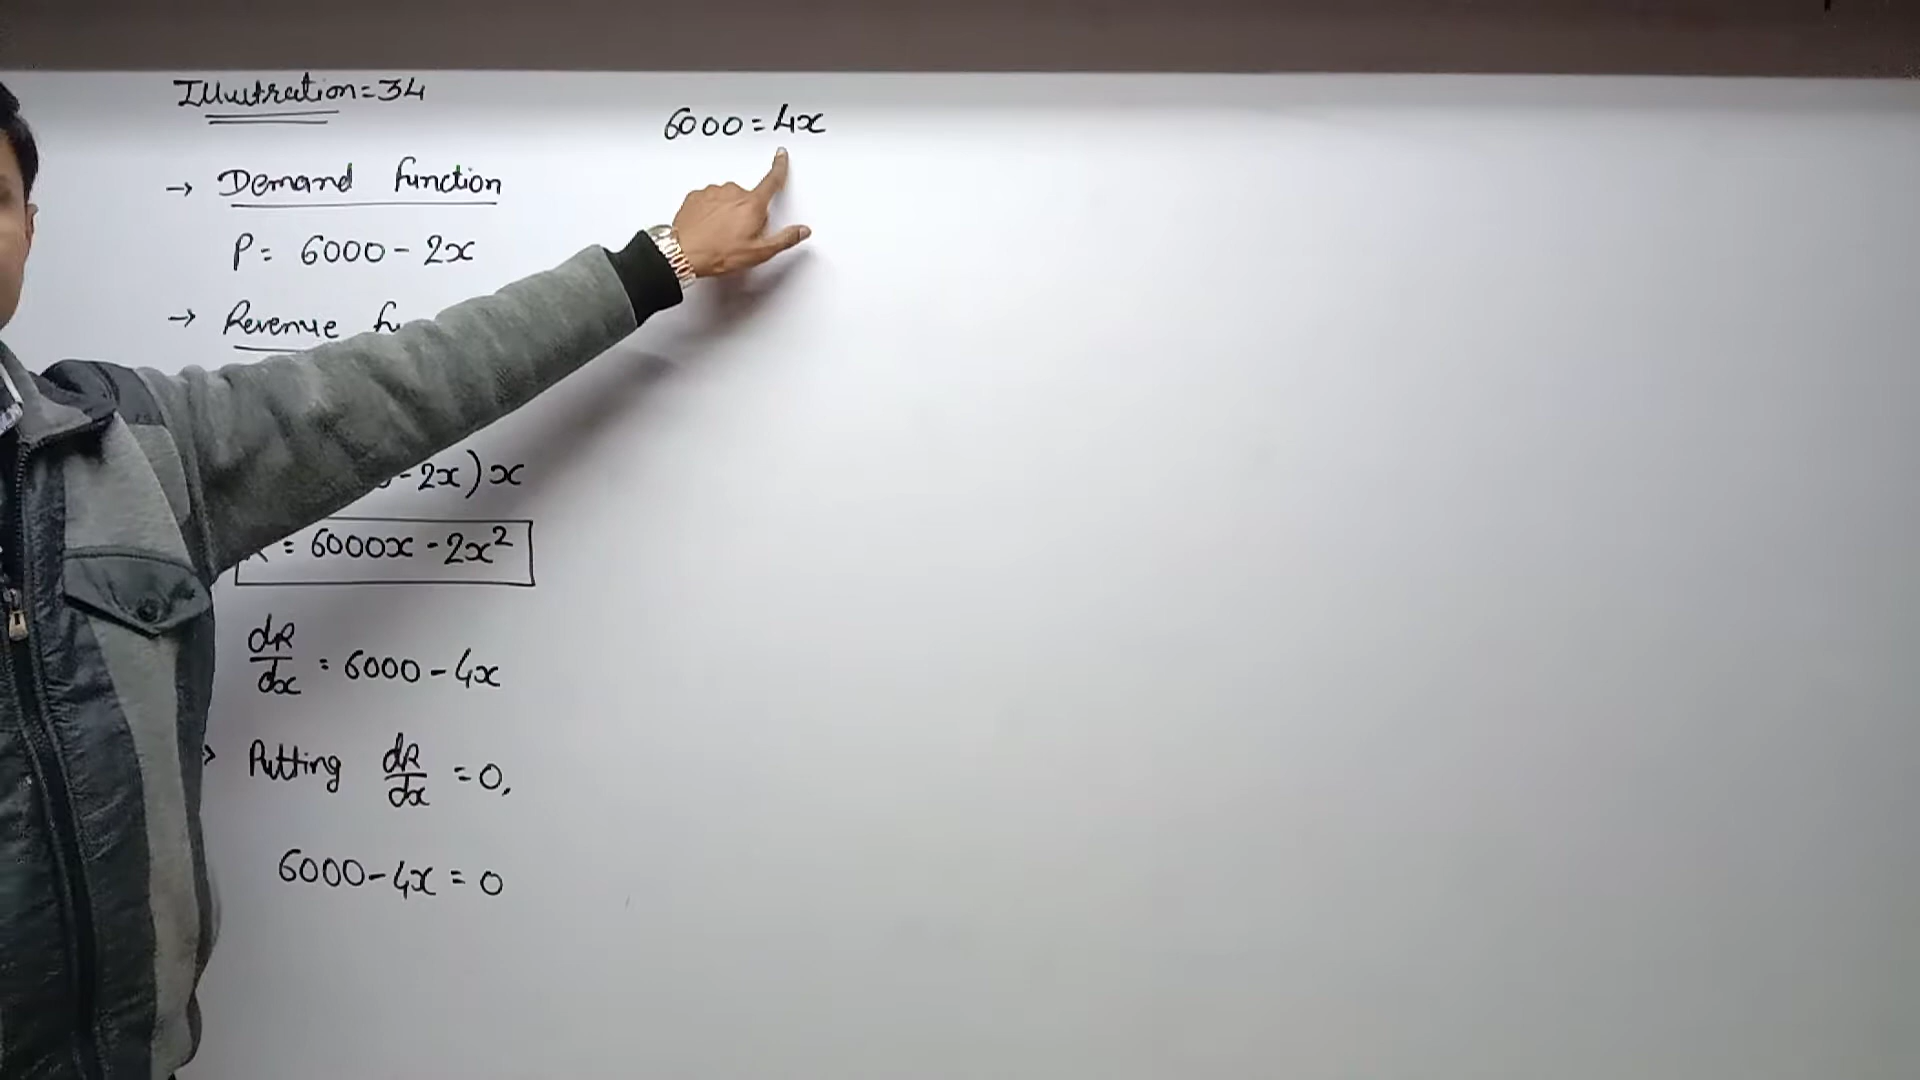 Illustration = 34
→ Demand function
P = 6000 - 2x
→ Revenue
- 2x) x
= 6000x - 2x²
dR/dx = 6000 - 4x
Putting dR/dx = 0,
6000 - 4x = 0
6000 = 4x